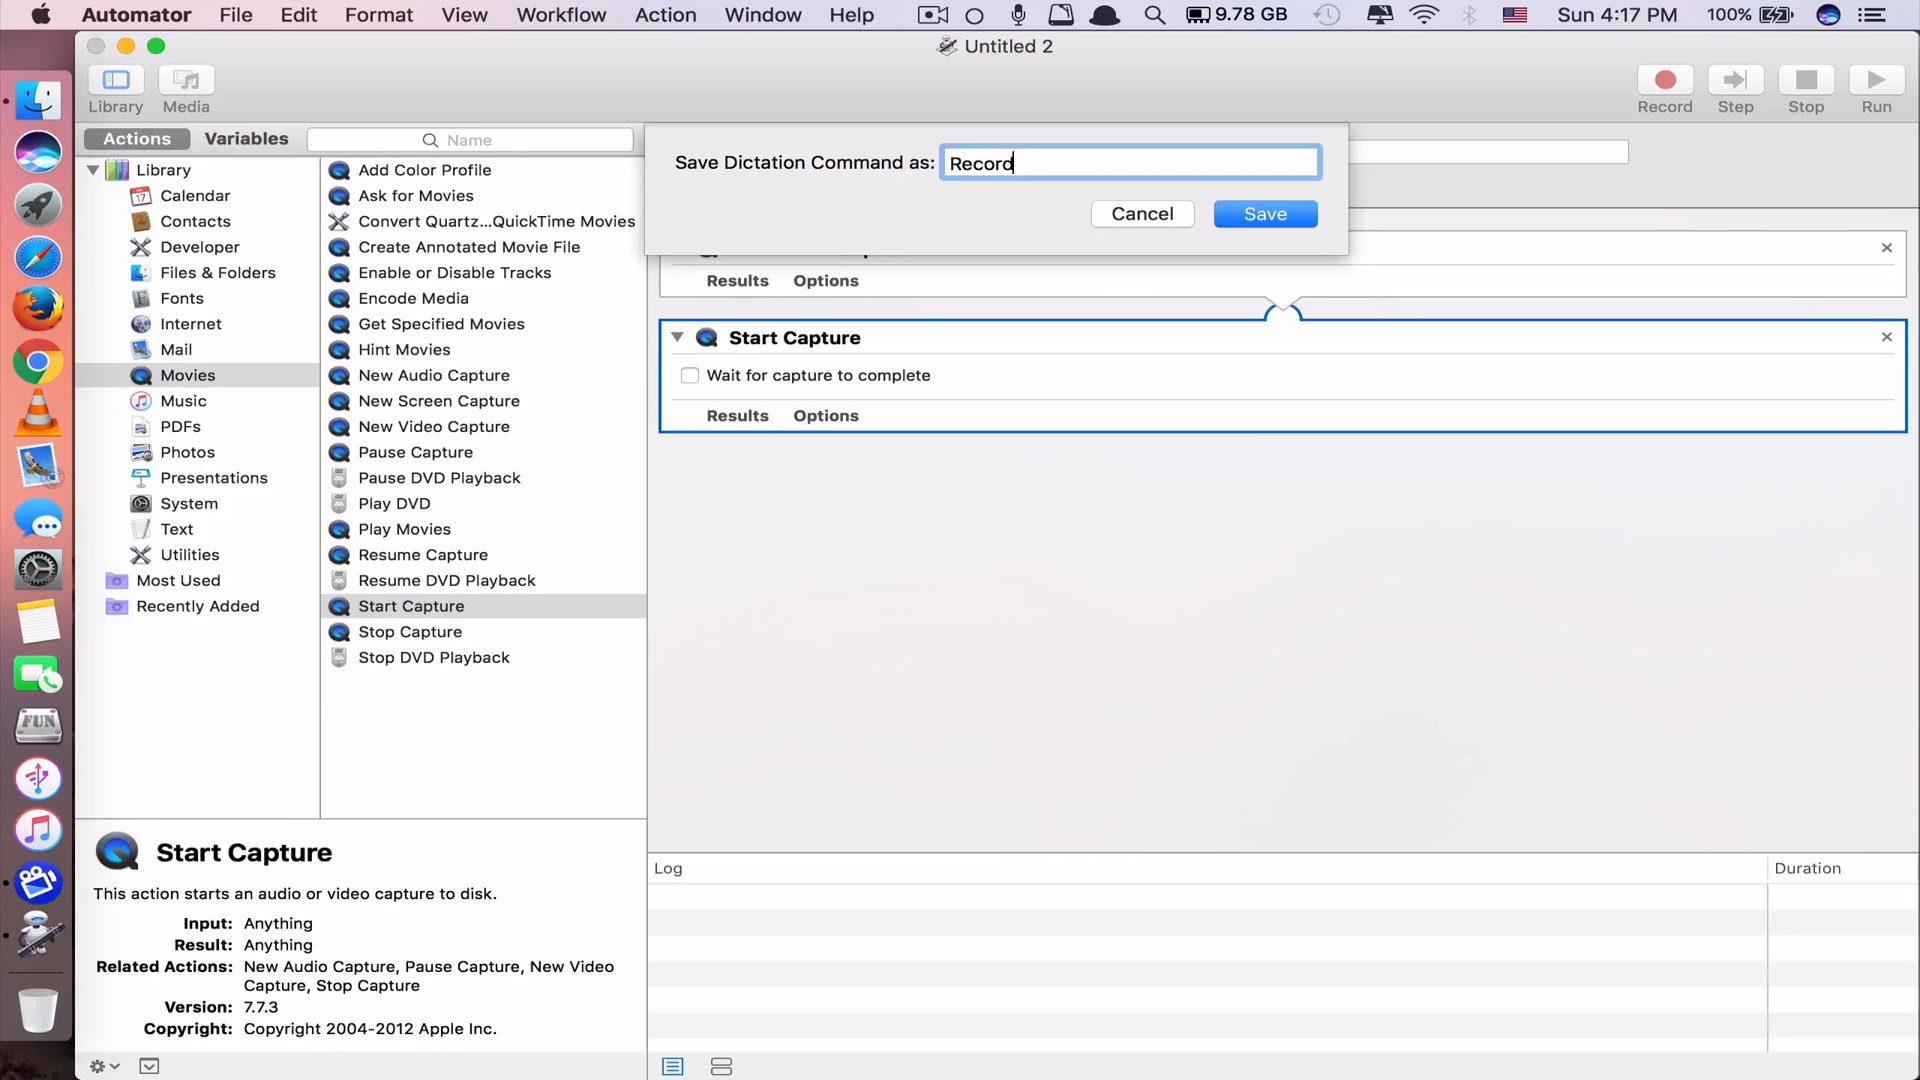 Automator File Edit Format View Workflow Action Window Help 9.78 GB Sun 4:17 PM 100%
Untitled 2
Library Media Record Step Stop Run
Actions Variables Name
Save Dictation Command as: Record
Cancel Save
Library
Calendar
Contacts
Developer
Files & Folders
Fonts
Internet
Mail
Movies
Music
PDFs
Photos
Presentations
System
Text
Utilities
Most Used
Recently Added
Add Color Profile
Ask for Movies
Convert Quartz...QuickTime Movies
Create Annotated Movie File
Enable or Disable Tracks
Encode Media
Get Specified Movies
Hint Movies
New Audio Capture
New Screen Capture
New Video Capture
Pause Capture
Pause DVD Playback
Play DVD
Play Movies
Resume Capture
Resume DVD Playback
Start Capture
Stop Capture
Stop DVD Playback
Results Options
Start Capture
Wait for capture to complete
Results Options
17
FUN
Start Capture
This action starts an audio or video capture to disk.
Input: Anything
Result: Anything
Related Actions: New Audio Capture, Pause Capture, New Video
Capture, Stop Capture
Version: 7.7.3
Copyright: Copyright 2004-2012 Apple Inc.
Log Duration